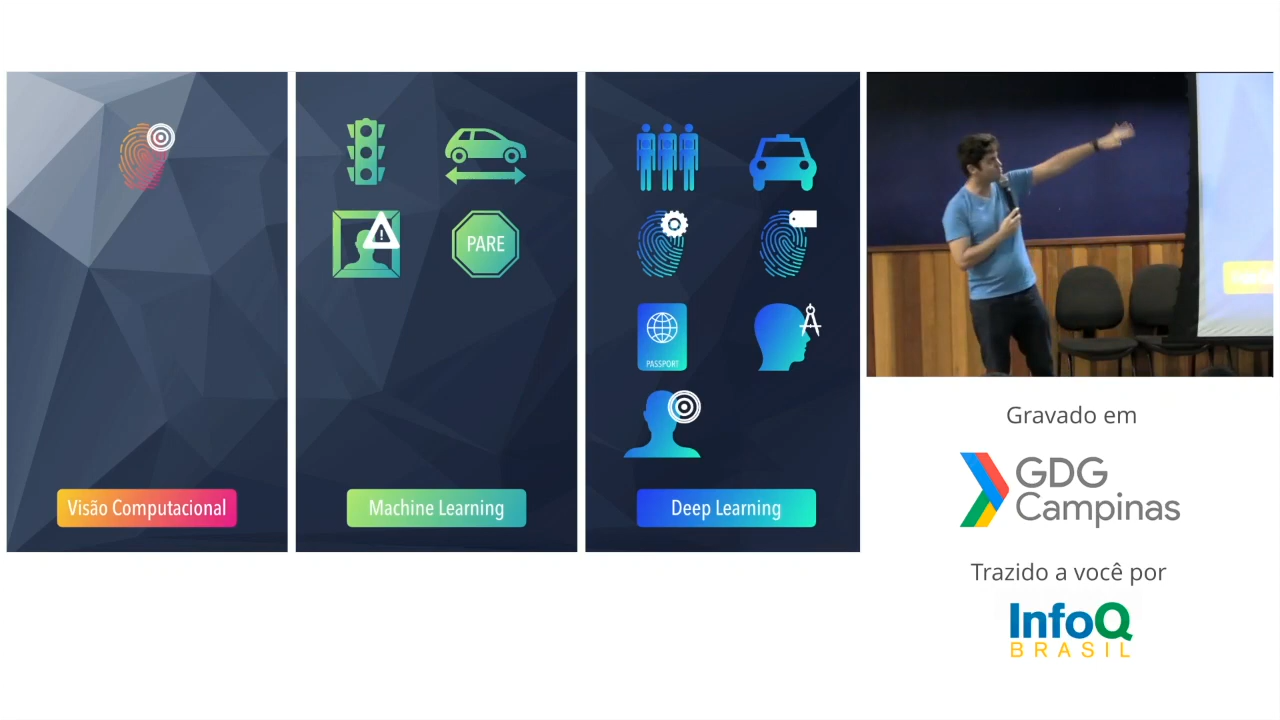 PARE
PASSPORT
Visão Computacional
Machine Learning
Deep Learning
Gravado em
GDG
Campinas
Trazido a você por
InfoQ
BRASIL